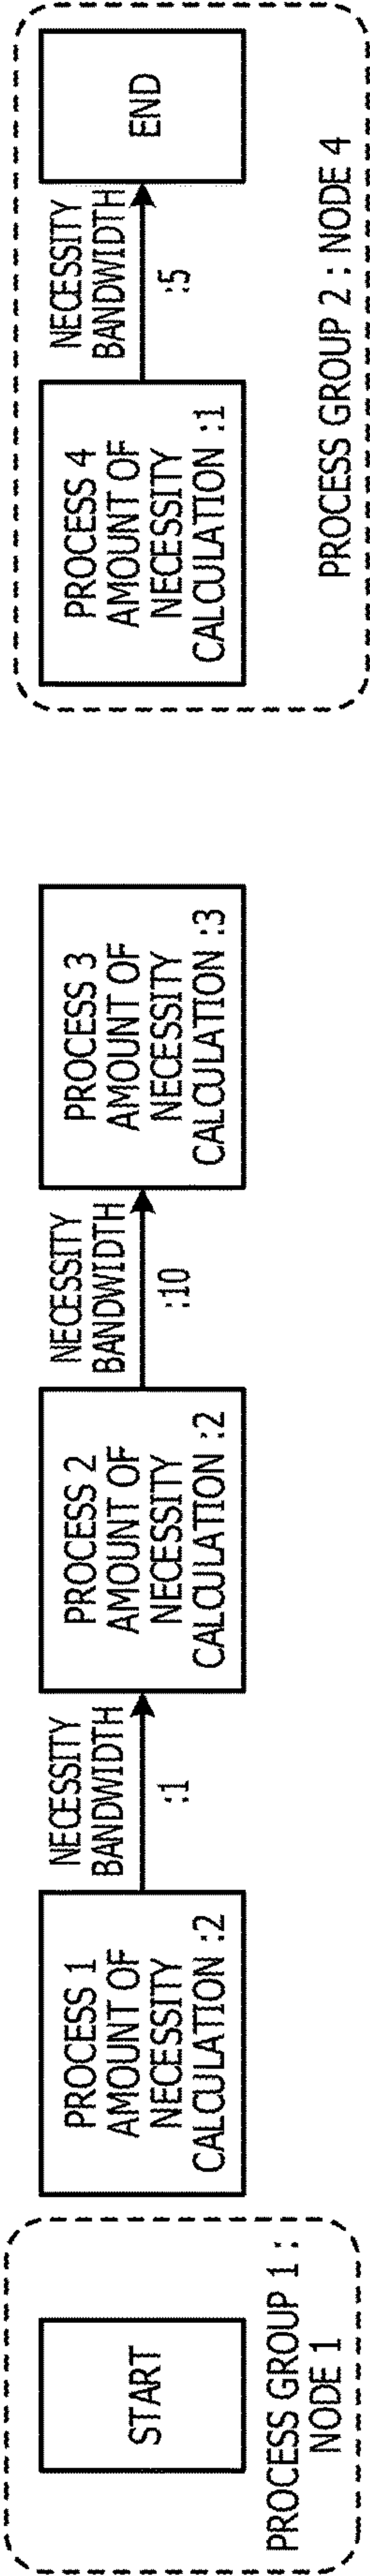 START
PROCESS GROUP 1 :
NODE 1
PROCESS 1
AMOUNT OF
NECESSITY
CALCULATION :2
NECESSITY
BANDWIDTH
:1
PROCESS 2
AMOUNT OF
NECESSITY
CALCULATION :2
NECESSITY
BANDWIDTH
:10
PROCESS 3
AMOUNT OF
NECESSITY
CALCULATION :3
PROCESS 4
AMOUNT OF
NECESSITY
CALCULATION :1
NECESSITY
BANDWIDTH
:5
END
PROCESS GROUP 2 : NODE 4